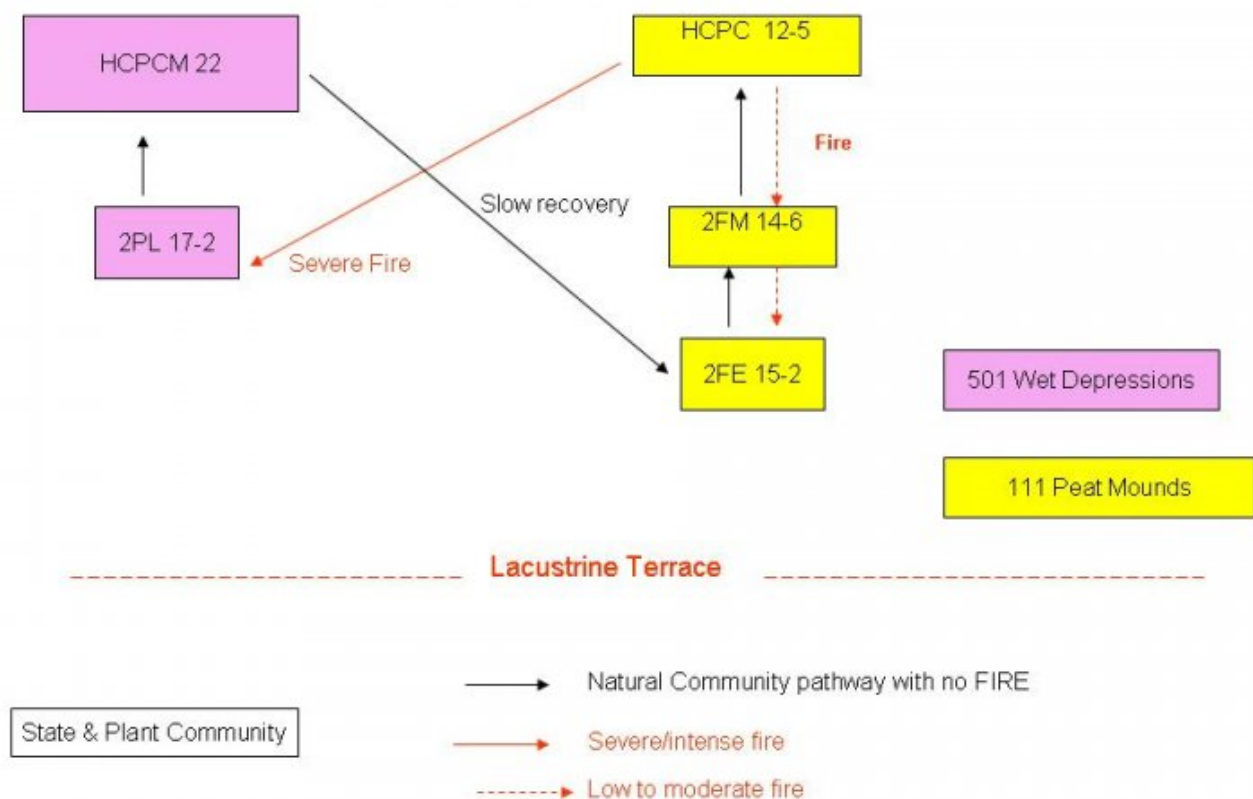 HCPCM 22
HCPC 12-5
Fire
Slow recovery
2PL 17-2
2FM 14-6
Severe Fire
2FE 15-2
501 Wet Depressions
111 Peat Mounds
Lacustrine Terrace
Natural Community pathway with no FIRE
State & Plant Community
Severe/intense fire
Low to moderate fire